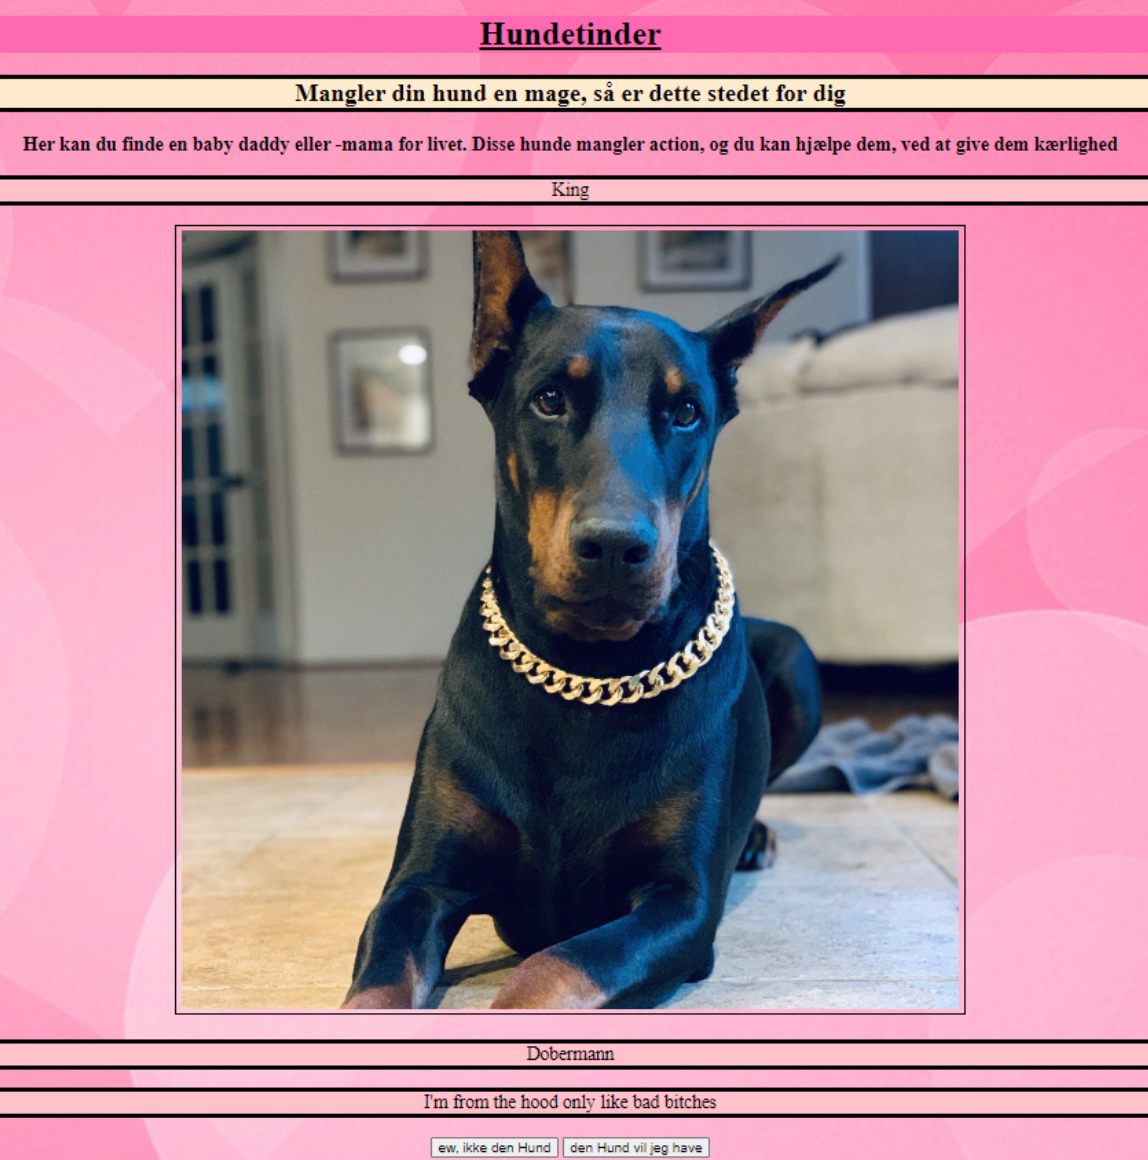 Hundetinder
Mangler din hund en mage, så er dette stedet for dig
Her kan du finde en baby daddy eller -mama for livet. Disse hunde mangler action, og du kan hjælpe dem, ved at give dem kærlighed
King
Dobermann
I'm from the hood only like bad bitches
ew, ikke den Hund den Hund vil jeg have